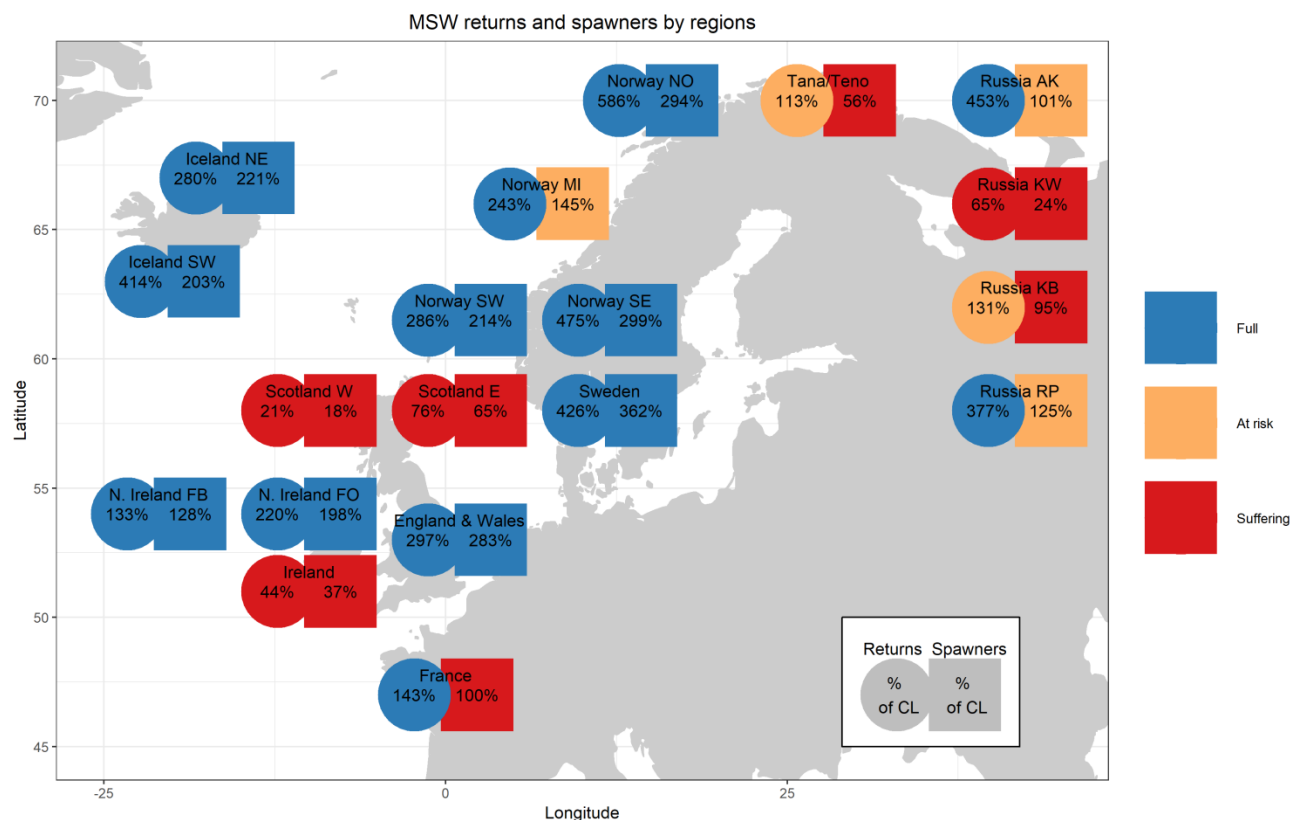 MSW returns and spawners by regions
Latitude
70
65
60
55
50
45
Norway NO
586% 294%
Tana/Teno
113% 56%
Russia AK
453% 101%
Iceland NE
280% 221%
Norway MI
243% 145%
Russia KW
65% 24%
Iceland SW
414% 203%
Norway SW
286% 214%
Norway SE
475% 299%
Russia KB
131% 95%
Scotland W
21% 18%
Scotland E
76% 65%
Sweden
426% 362%
Russia RP
377% 125%
N. Ireland FB
133% 128%
N. Ireland FO
220% 198%
England & Wales
297% 283%
Ireland
44% 37%
France
143% 100%
Returns Spawners
% %
of CL of CL
-25 0 25
Longitude
Full
At risk
Suffering